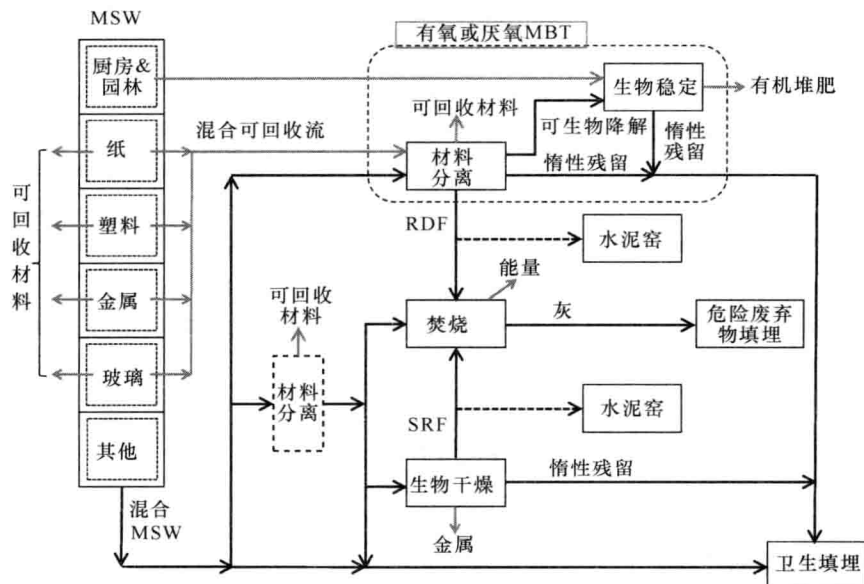 MSW
厨房&
园林
纸
塑料
金属
玻璃
其他
可回收材料
混合可回收流
混合
MSW
有氧或厌氧MBT
可回收材料
材料
分离
可生物降解
生物稳定
有机堆肥
惰性
残留
惰性残留
RDF
水泥窑
能量
焚烧
灰
危险废弃
物填埋
可回收
材料
材料
分离
SRF
水泥窑
生物干燥
惰性残留
金属
卫生填埋